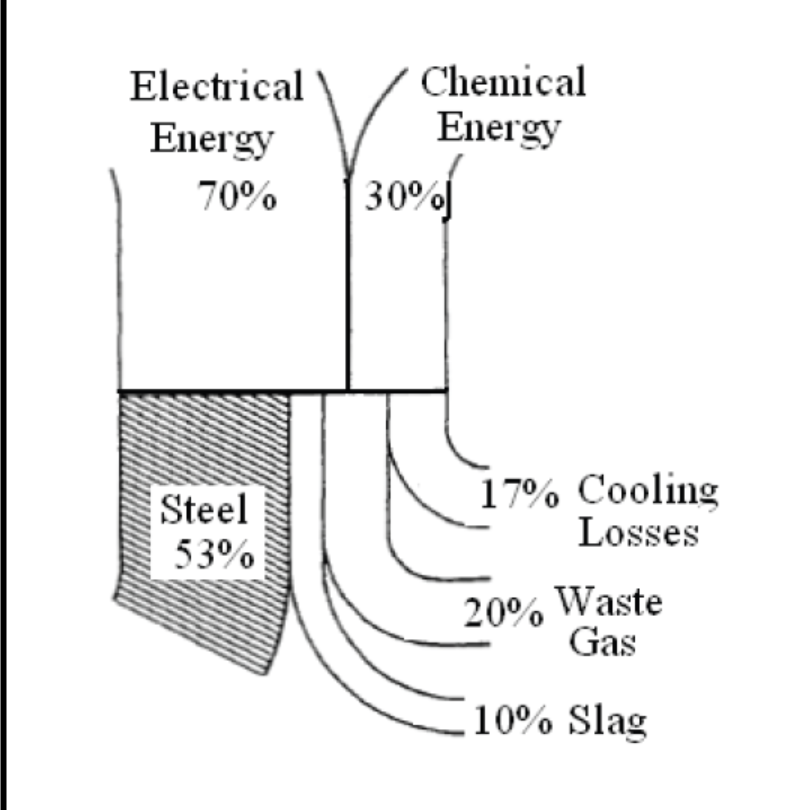 Electrical
Energy
70%
Chemical
Energy
30%
Steel
53%
17% Cooling
Losses
20% Waste
Gas
10% Slag